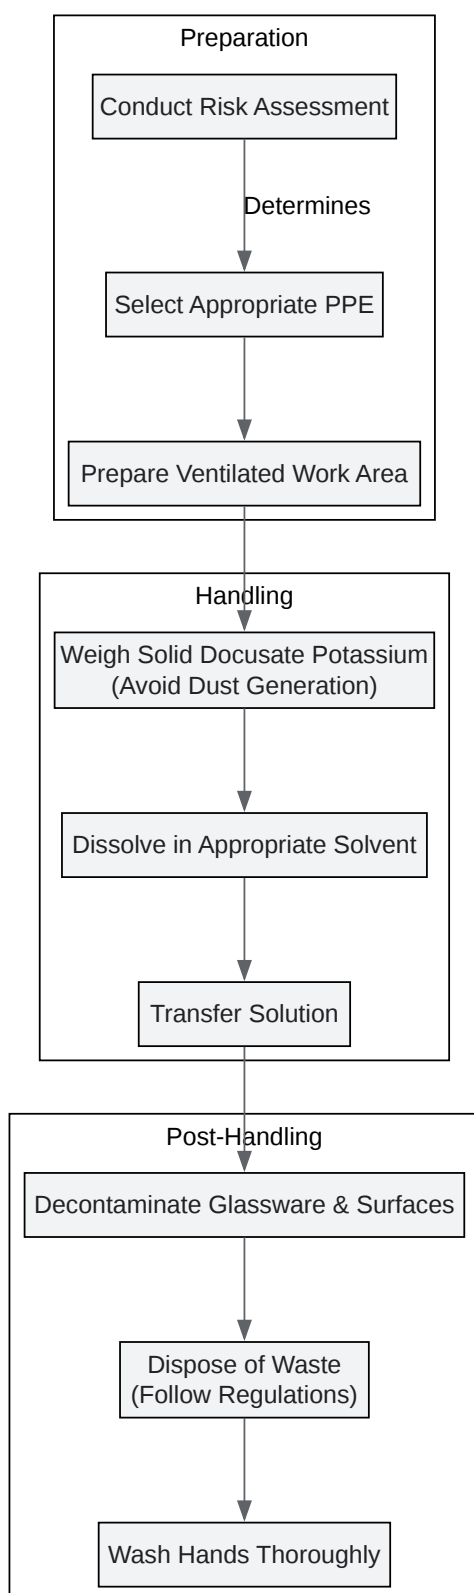 Preparation
Conduct Risk Assessment
Determines
Select Appropriate PPE
Prepare Ventilated Work Area
Handling
Weigh Solid Docusate Potassium
(Avoid Dust Generation)
Dissolve in Appropriate Solvent
Transfer Solution
Post-Handling
Decontaminate Glassware & Surfaces
Dispose of Waste
(Follow Regulations)
Wash Hands Thoroughly